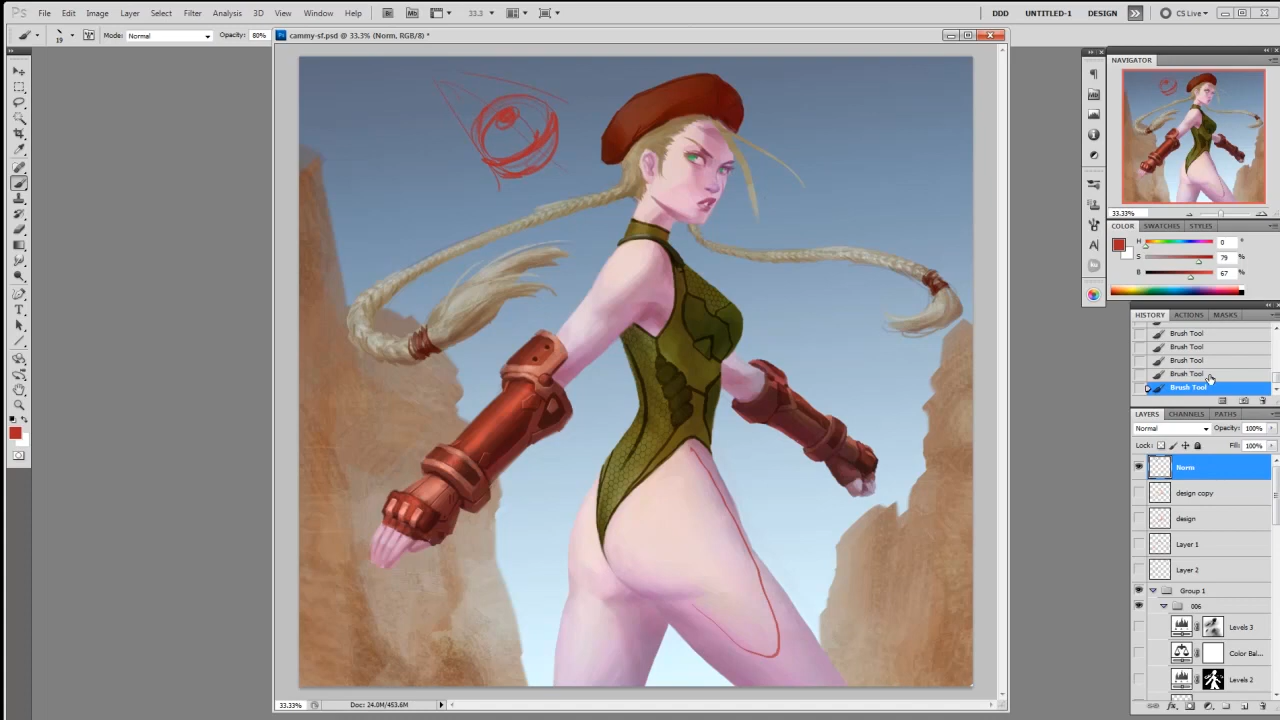 Ps File Edit Image Layer Select Filter Analysis 3D View Window Help Br Mb 33.3 DDD UNTITLED-1 DESIGN CS Live
19 Mode: Normal Opacity: 80%
cammy-sf.psd @ 33.3% (Norm, RGB/8) *
NAVIGATOR
33.33%
COLOR SWATCHES STYLES
H 0 °
S 79 %
B 67 %
HISTORY ACTIONS MASKS
Brush Tool
Brush Tool
Brush Tool
Brush Tool
Brush Tool
LAYERS CHANNELS PATHS
Normal Opacity: 100%
Lock: Fill: 100%
Norm
design copy
design
Layer 1
Layer 2
Group 1
006
Levels 3
Color Bal...
Levels 2
33.33% Doc: 24.0M/453.6M